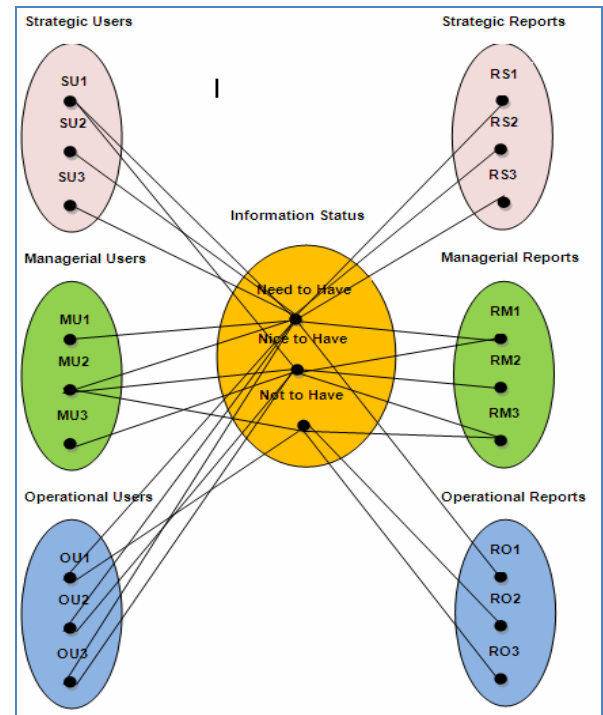 Strategic Users
Strategic Reports
SU1
SU2
SU3
RS1
RS2
RS3
Information Status
Need to Have
Nice to Have
Not to Have
Managerial Users
Managerial Reports
MU1
MU2
MU3
RM1
RM2
RM3
Operational Users
Operational Reports
OU1
OU2
OU3
RO1
RO2
RO3